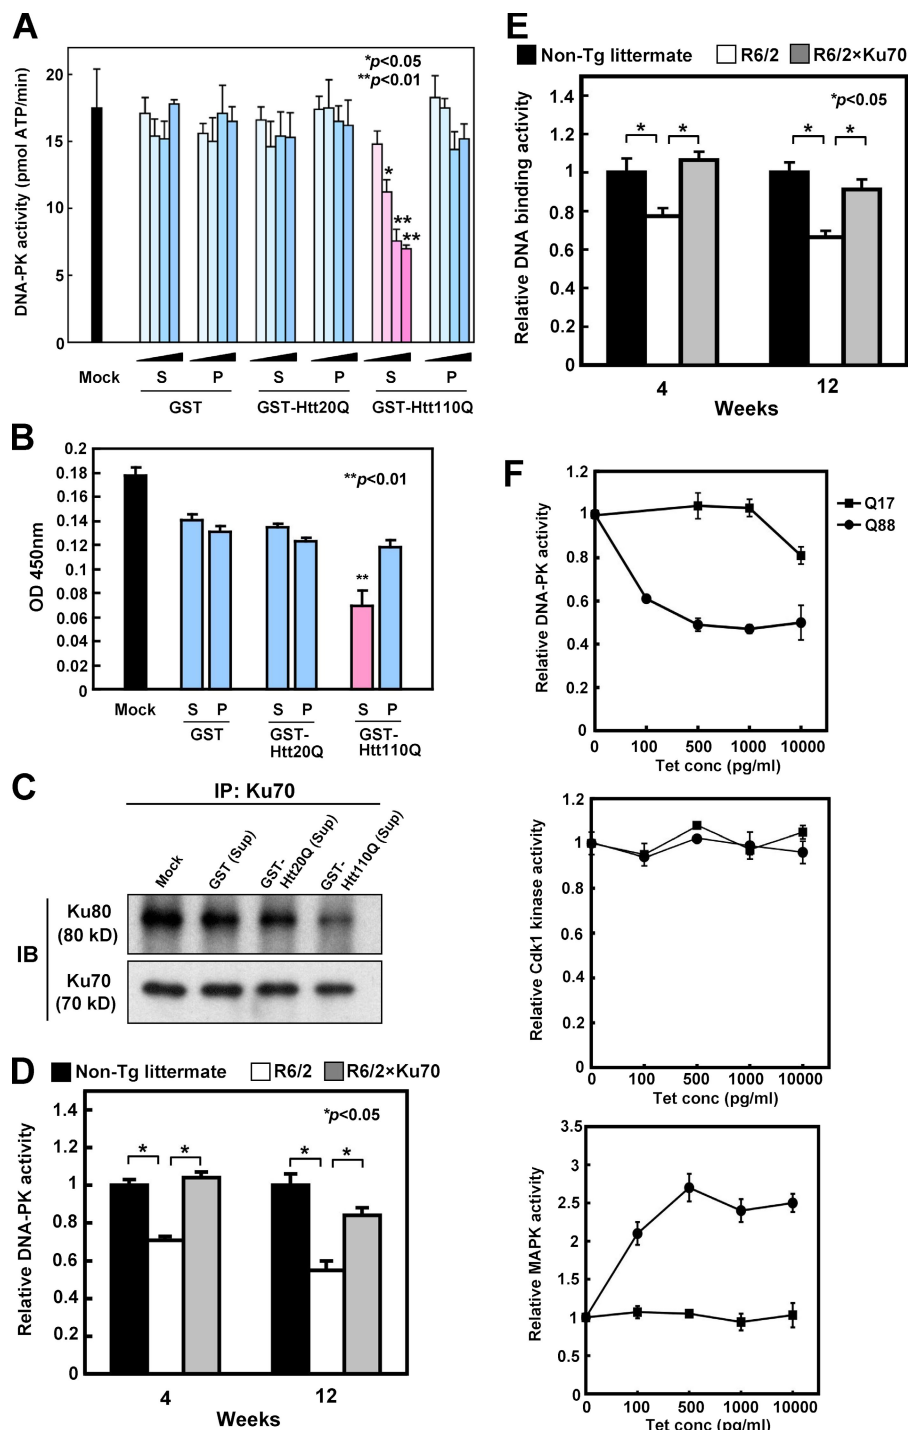 A
*p<0.05
**p<0.01
DNA-PK activity (pmol ATP/min)
20
15
10
5
0
*
**
**
Mock
S
P
S
P
S
P
GST
GST-Htt20Q
GST-Htt110Q
B
**p<0.01
OD 450nm
0.2
0.18
0.16
0.14
0.12
0.1
0.08
0.06
0.04
0.02
0
**
Mock
S
P
S
P
S
P
GST
GST-
Htt20Q
GST-
Htt110Q
C
IP: Ku70
Mock
GST (Sup)
GST-
Htt20Q (Sup)
GST-
Htt110Q (Sup)
IB
Ku80
(80 kD)
Ku70
(70 kD)
D
Non-Tg littermate
R6/2
R6/2×Ku70
*p<0.05
Relative DNA-PK activity
1.4
1.2
1
0.8
0.6
0.4
0.2
0
*
*
*
*
4
12
Weeks
E
Non-Tg littermate
R6/2
R6/2×Ku70
*p<0.05
Relative DNA binding activity
1.4
1.2
1
0.8
0.6
0.4
0.2
0
*
*
*
*
4
12
Weeks
F
Q17
Q88
Relative DNA-PK activity
1.2
1
0.8
0.6
0.4
0.2
0
0
100
500
1000
10000
Tet conc (pg/ml)
Relative Cdk1 kinase activity
1.2
1
0.8
0.6
0.4
0.2
0
0
100
500
1000
10000
Tet conc (pg/ml)
Relative MAPK activity
3.5
3
2.5
2
1.5
1
0.5
0
0
100
500
1000
10000
Tet conc (pg/ml)